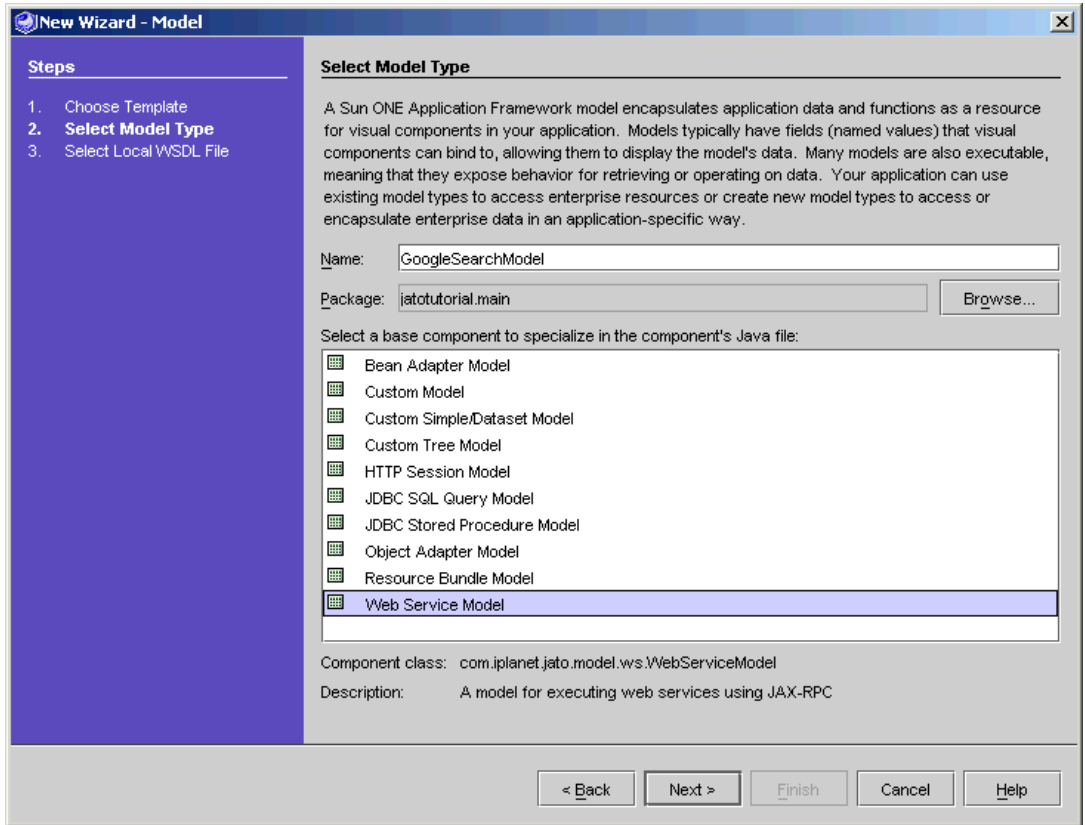 New Wizard - Model
Steps
1. Choose Template
2. Select Model Type
3. Select Local WSDL File
Select Model Type
A Sun ONE Application Framework model encapsulates application data and functions as a resource
for visual components in your application. Models typically have fields (named values) that visual
components can bind to, allowing them to display the model's data. Many models are also executable,
meaning that they expose behavior for retrieving or operating on data. Your application can use
existing model types to access enterprise resources or create new model types to access or
encapsulate enterprise data in an application-specific way.
Name: GoogleSearchModel
Package: jatotutorial.main Browse...
Select a base component to specialize in the component's Java file:
Bean Adapter Model
Custom Model
Custom Simple/Dataset Model
Custom Tree Model
HTTP Session Model
JDBC SQL Query Model
JDBC Stored Procedure Model
Object Adapter Model
Resource Bundle Model
Web Service Model
Component class: com.iplanet.jato.model.ws.WebServiceModel
Description: A model for executing web services using JAX-RPC
< Back Next > Finish Cancel Help